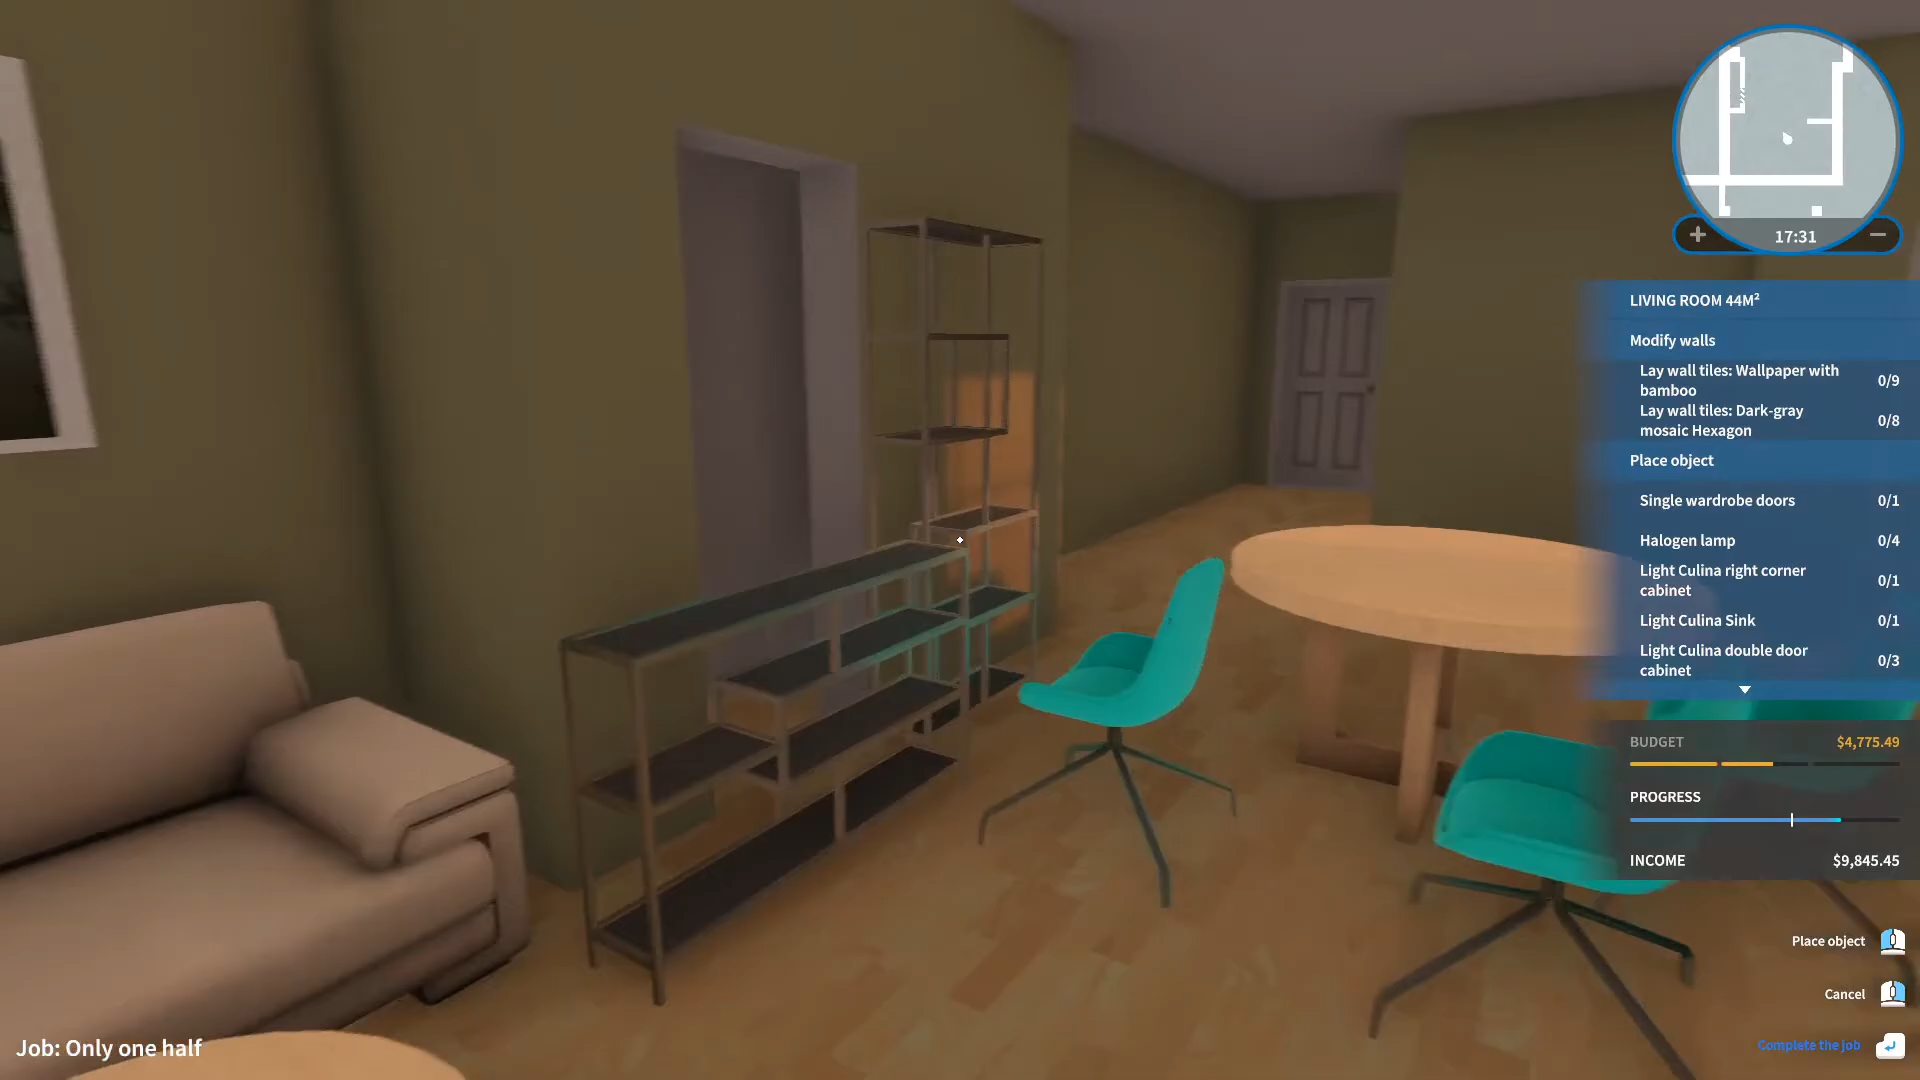 17:31
LIVING ROOM 44M²
Modify walls
Lay wall tiles: Wallpaper with
bamboo 0/9
Lay wall tiles: Dark-gray
mosaic Hexagon 0/8
Place object
Single wardrobe doors 0/1
Halogen lamp 0/4
Light Culina right corner
cabinet 0/1
Light Culina Sink 0/1
Light Culina double door
cabinet 0/3
BUDGET $4,775.49
PROGRESS
INCOME $9,845.45
Place object
Cancel
Complete the job
Job: Only one half